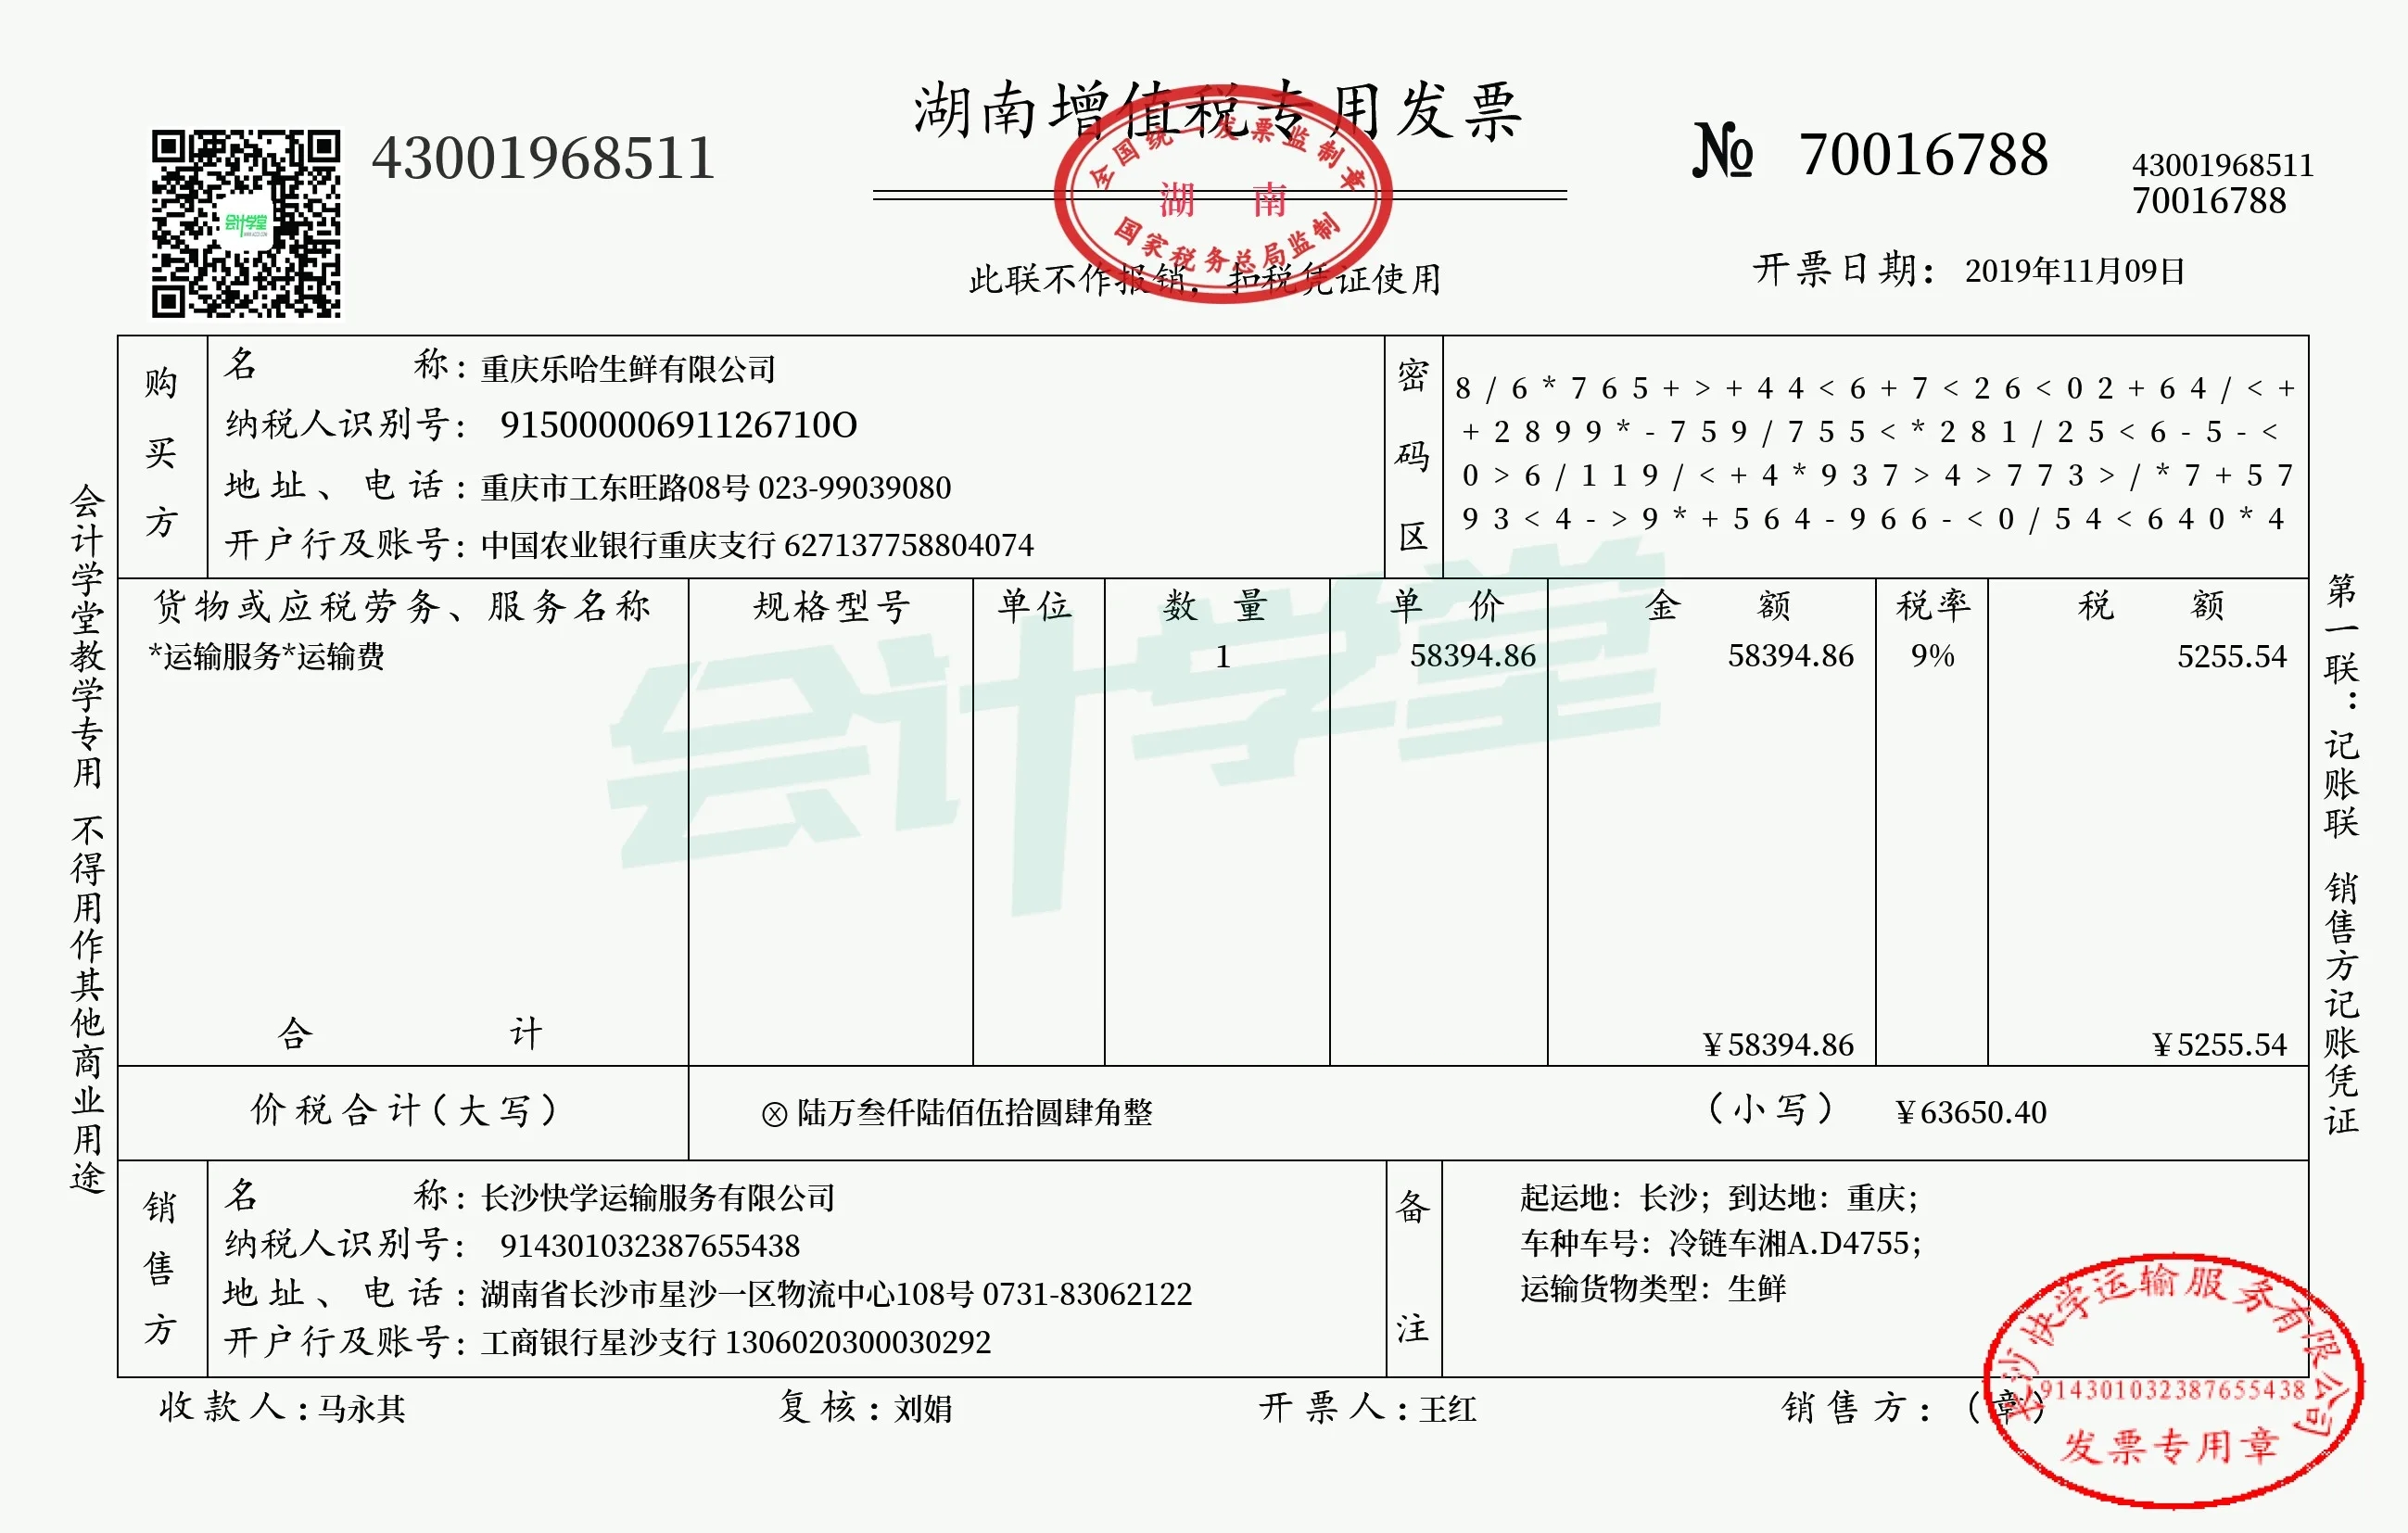 湖南增值税专用发票
43001968511
№ 70016788
43001968511
70016788
全国统一发票监制章
湖 南
国家税务总局监制
此联不作报销，扣税凭证使用
开票日期： 2019年11月09日
会计学堂
购买方
名 称：重庆乐哈生鲜有限公司
纳税人识别号： 91500000691126710O
地址、电话：重庆市工东旺路08号 023-99039080
开户行及账号：中国农业银行重庆支行 627137758804074
密码区
8/6*765+>+44<6+7<26<02+64/<+
+2899*-759/755<*281/25<6-5-<
0>6/119/<+4*937>4>773>/*7+57
93<4->9*+564-966-<0/54<640*4
货物或应税劳务、服务名称 规格型号 单位 数 量 单 价 金 额 税率 税 额
*运输服务*运输费 1 58394.86 58394.86 9% 5255.54
会计学堂
合 计 ￥58394.86 ￥5255.54
价税合计（大写） ⓧ 陆万叁仟陆佰伍拾圆肆角整 （小写） ￥63650.40
销售方
名 称：长沙快学运输服务有限公司
纳税人识别号： 914301032387655438
地址、电话：湖南省长沙市星沙一区物流中心108号 0731-83062122
开户行及账号：工商银行星沙支行 1306020300030292
备注
起运地：长沙；到达地：重庆；
车种车号：冷链车湘A.D4755；
运输货物类型：生鲜
收款人：马永其 复核：刘娟 开票人：王红 销售方：（章）
长沙快学运输服务有限公司
914301032387655438
发票专用章
会计学堂教学专用 不得用作其他商业用途
第一联：记账联 销售方记账凭证